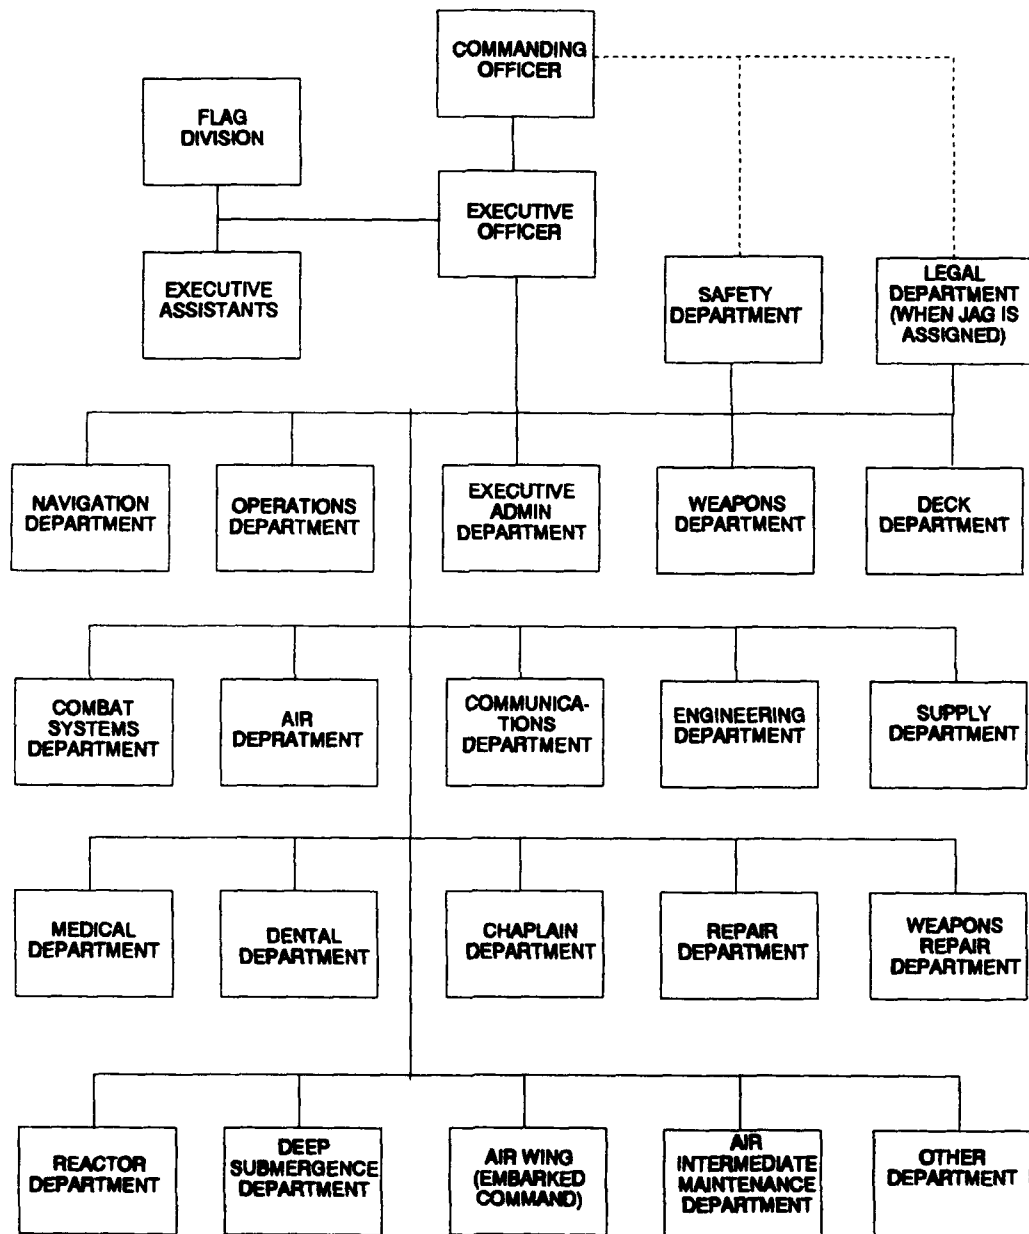 COMMANDING
OFFICER
FLAG
DIVISION
EXECUTIVE
OFFICER
EXECUTIVE
ASSISTANTS
SAFETY
DEPARTMENT
LEGAL
DEPARTMENT
(WHEN JAG IS
ASSIGNED)
NAVIGATION
DEPARTMENT
OPERATIONS
DEPARTMENT
EXECUTIVE
ADMIN
DEPARTMENT
WEAPONS
DEPARTMENT
DECK
DEPARTMENT
COMBAT
SYSTEMS
DEPARTMENT
AIR
DEPRATMENT
COMMUNICA-
TIONS
DEPARTMENT
ENGINEERING
DEPARTMENT
SUPPLY
DEPARTMENT
MEDICAL
DEPARTMENT
DENTAL
DEPARTMENT
CHAPLAIN
DEPARTMENT
REPAIR
DEPARTMENT
WEAPONS
REPAIR
DEPARTMENT
REACTOR
DEPARTMENT
DEEP
SUBMERGENCE
DEPARTMENT
AIR WING
(EMBARKED
COMMAND)
AIR
INTERMEDIATE
MAINTENANCE
DEPARTMENT
OTHER
DEPARTMENT